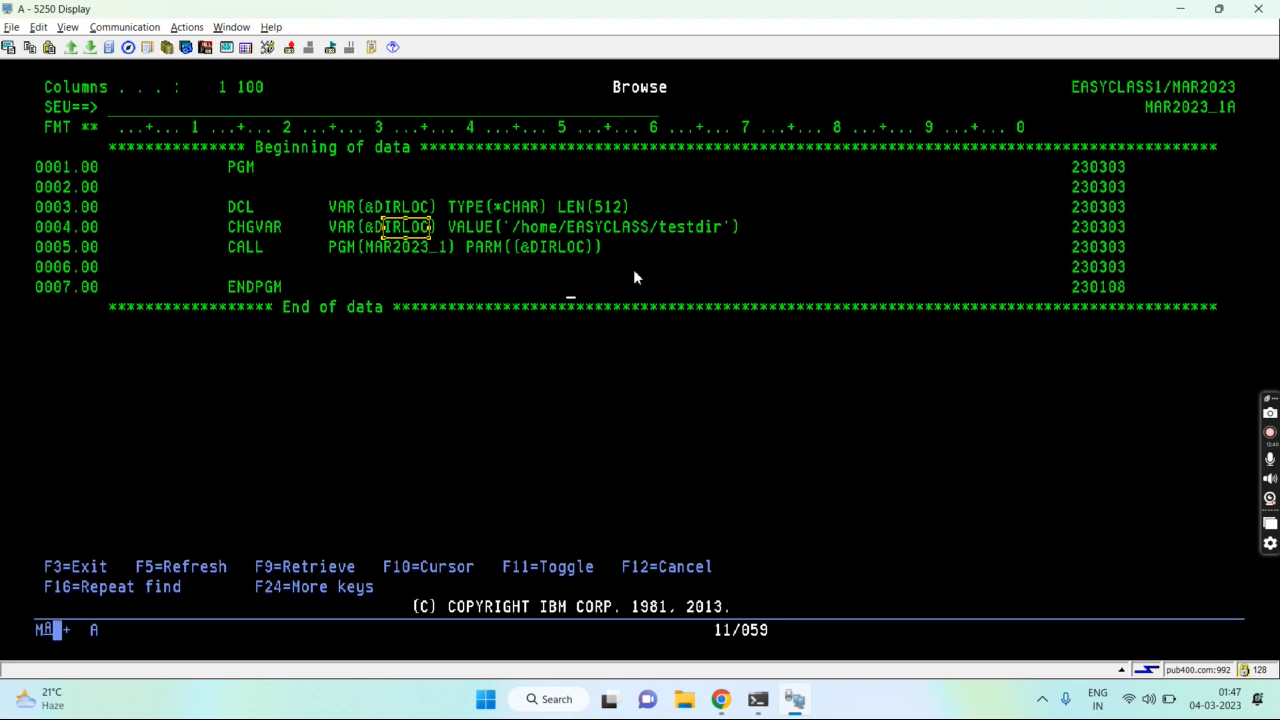 A - 5250 Display
File Edit View Communication Actions Window Help
Columns . . . : 1 100 Browse EASYCLASS1/MAR2023
SEU==> MAR2023_1A
FMT ** ...+... 1 ...+... 2 ...+... 3 ...+... 4 ...+... 5 ...+... 6 ...+... 7 ...+... 8 ...+... 9 ...+... 0
*************** Beginning of data ****************************************************************************************
0001.00 PGM 230303
0002.00 230303
0003.00 DCL VAR(&DIRLOC) TYPE(*CHAR) LEN(512) 230303
0004.00 CHGVAR VAR(&DIRLOC) VALUE('/home/EASYCLASS/testdir') 230303
0005.00 CALL PGM(MAR2023_1) PARM((&DIRLOC)) 230303
0006.00 230303
0007.00 ENDPGM 230108
****************** End of data *******************************************************************************************
F3=Exit F5=Refresh F9=Retrieve F10=Cursor F11=Toggle F12=Cancel
F16=Repeat find F24=More keys
(C) COPYRIGHT IBM CORP. 1981, 2013.
MA + A 11/059
pub400.com:992 128
21°C
Haze
Search
ENG
IN
01:47
04-03-2023